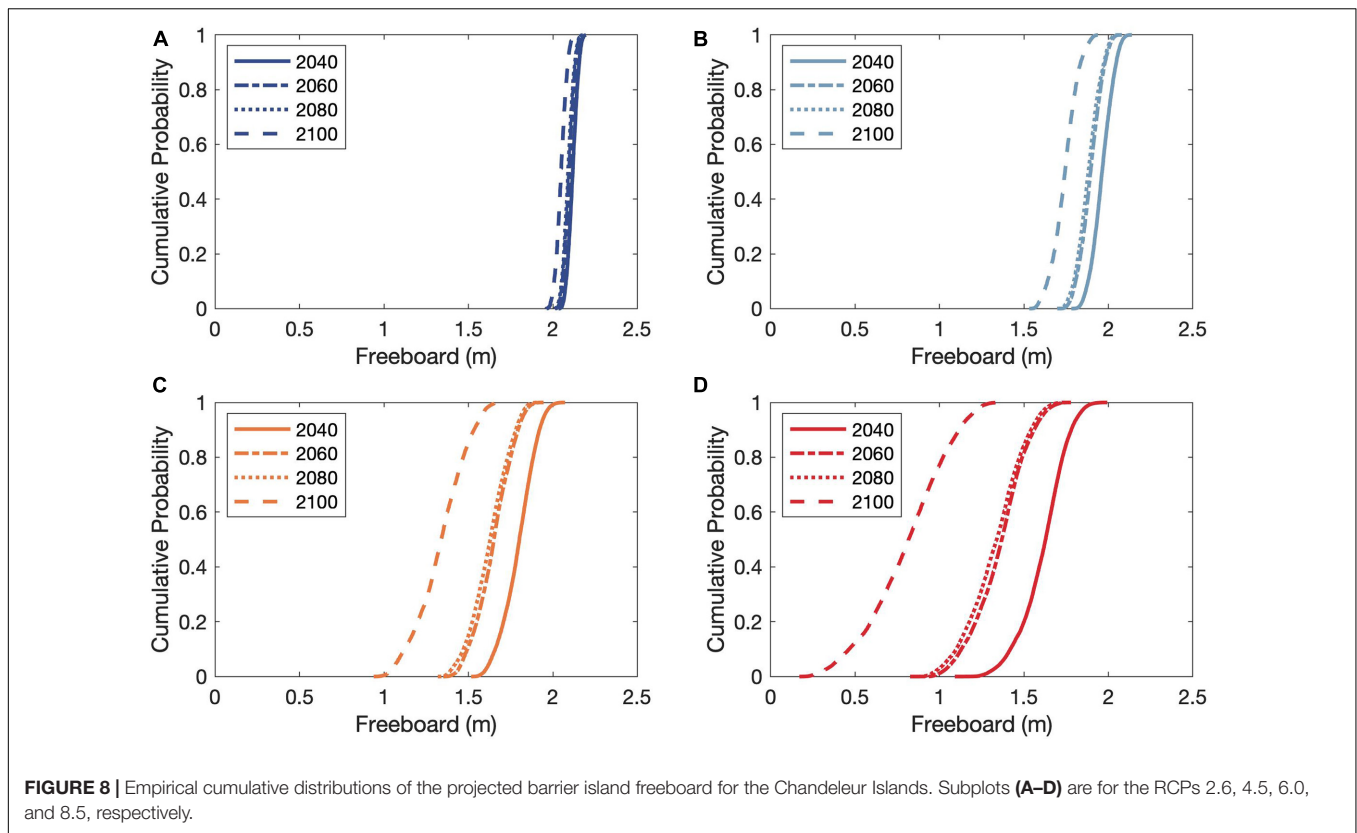 A
1
0.8
0.6
0.4
0.2
0
Cumulative Probability
2040
2060
2080
2100
0 0.5 1 1.5 2 2.5
Freeboard (m)
B
1
0.8
0.6
0.4
0.2
0
Cumulative Probability
2040
2060
2080
2100
0 0.5 1 1.5 2 2.5
Freeboard (m)
C
1
0.8
0.6
0.4
0.2
0
Cumulative Probability
2040
2060
2080
2100
0 0.5 1 1.5 2 2.5
Freeboard (m)
D
1
0.8
0.6
0.4
0.2
0
Cumulative Probability
2040
2060
2080
2100
0 0.5 1 1.5 2 2.5
Freeboard (m)
FIGURE 8 | Empirical cumulative distributions of the projected barrier island freeboard for the Chandeleur Islands. Subplots (A–D) are for the RCPs 2.6, 4.5, 6.0,
and 8.5, respectively.